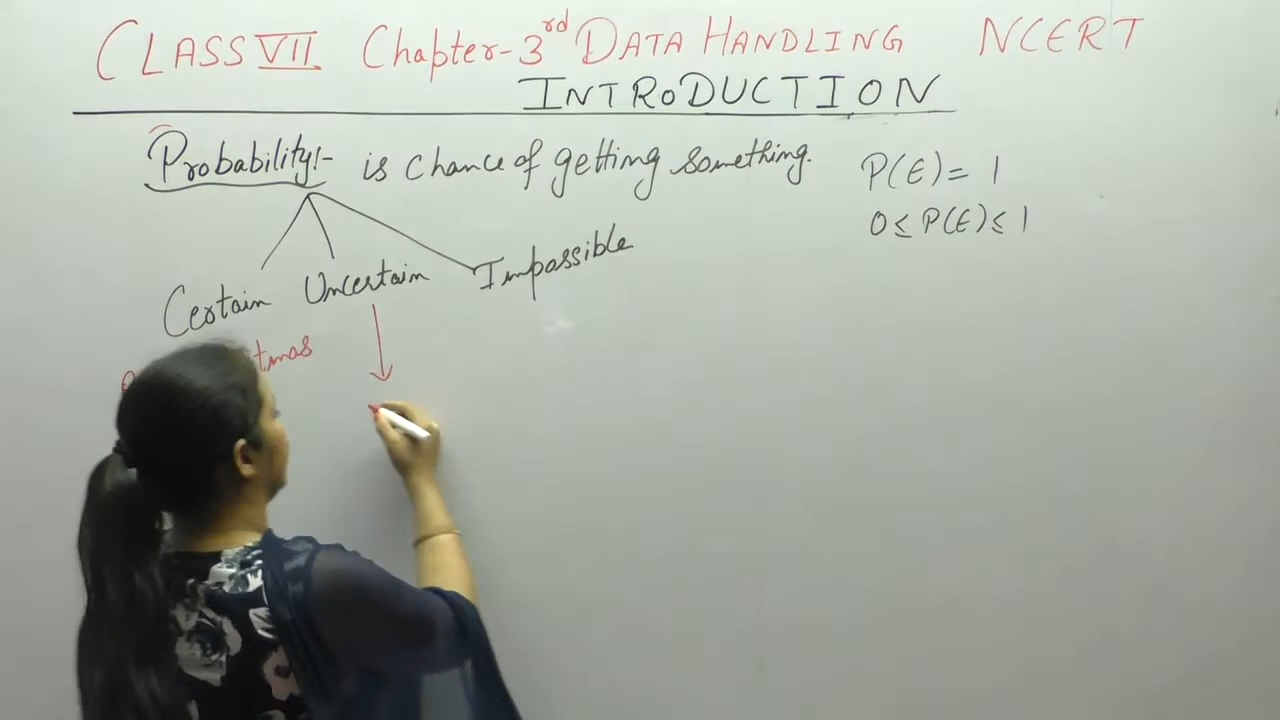 CLASS VII Chapter-3rd DATA HANDLING NCERT
INTRODUCTION
Probability:- is chance of getting something. P(E) = 1
0 ≤ P(E) ≤ 1
Certain Uncertain Impossible